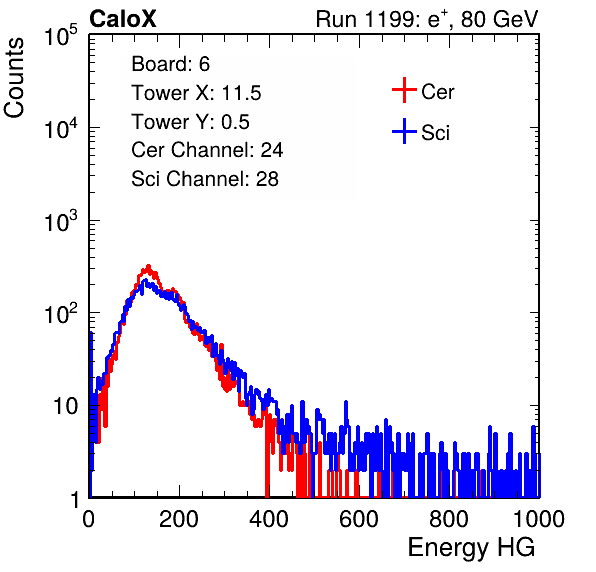 CaloX Run 1199: e⁺, 80 GeV
Counts
Board: 6
Tower X: 11.5
Tower Y: 0.5
Cer Channel: 24
Sci Channel: 28
Cer
Sci
10⁵
10⁴
10³
10²
10
1
0 200 400 600 800 1000
Energy HG